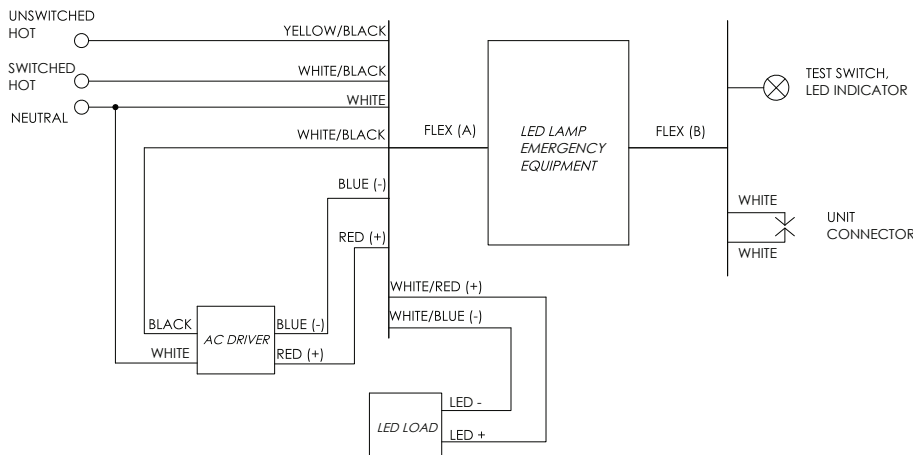 UNSWITCHED
HOT
YELLOW/BLACK
SWITCHED
HOT
WHITE/BLACK
NEUTRAL
WHITE
WHITE/BLACK
FLEX (A)
LED LAMP
EMERGENCY
EQUIPMENT
FLEX (B)
TEST SWITCH,
LED INDICATOR
BLUE (-)
RED (+)
WHITE
UNIT
CONNECTOR
WHITE
WHITE/RED (+)
WHITE/BLUE (-)
BLACK
AC DRIVER
BLUE (-)
WHITE
RED (+)
LED -
LED LOAD
LED +